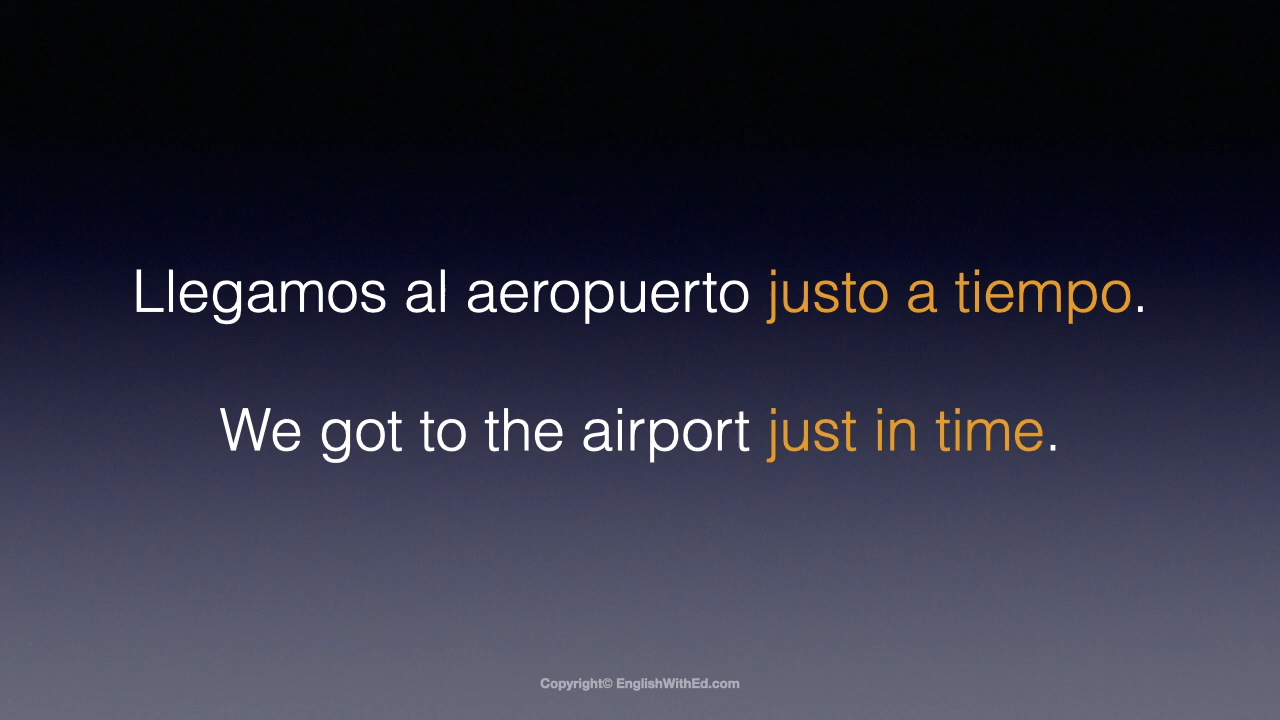 Llegamos al aeropuerto justo a tiempo.
We got to the airport just in time.
Copyright© EnglishWithEd.com